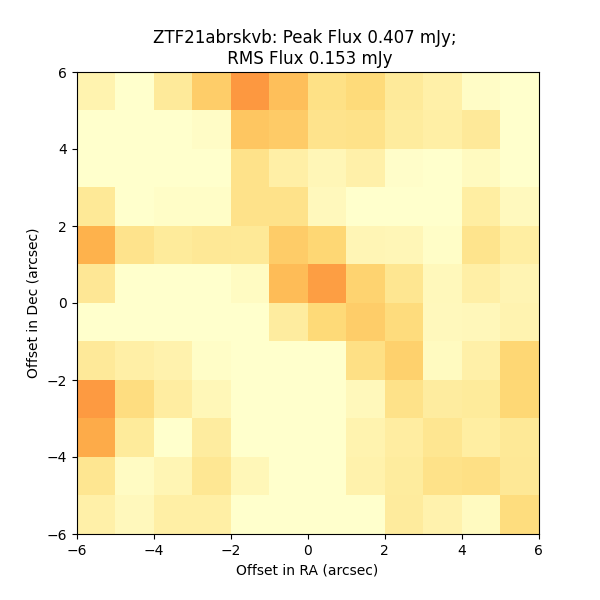 ZTF21abrskvb: Peak Flux 0.407 mJy;
RMS Flux 0.153 mJy
6
4
2
0
−2
−4
−6
Offset in Dec (arcsec)
−6 −4 −2 0 2 4 6
Offset in RA (arcsec)